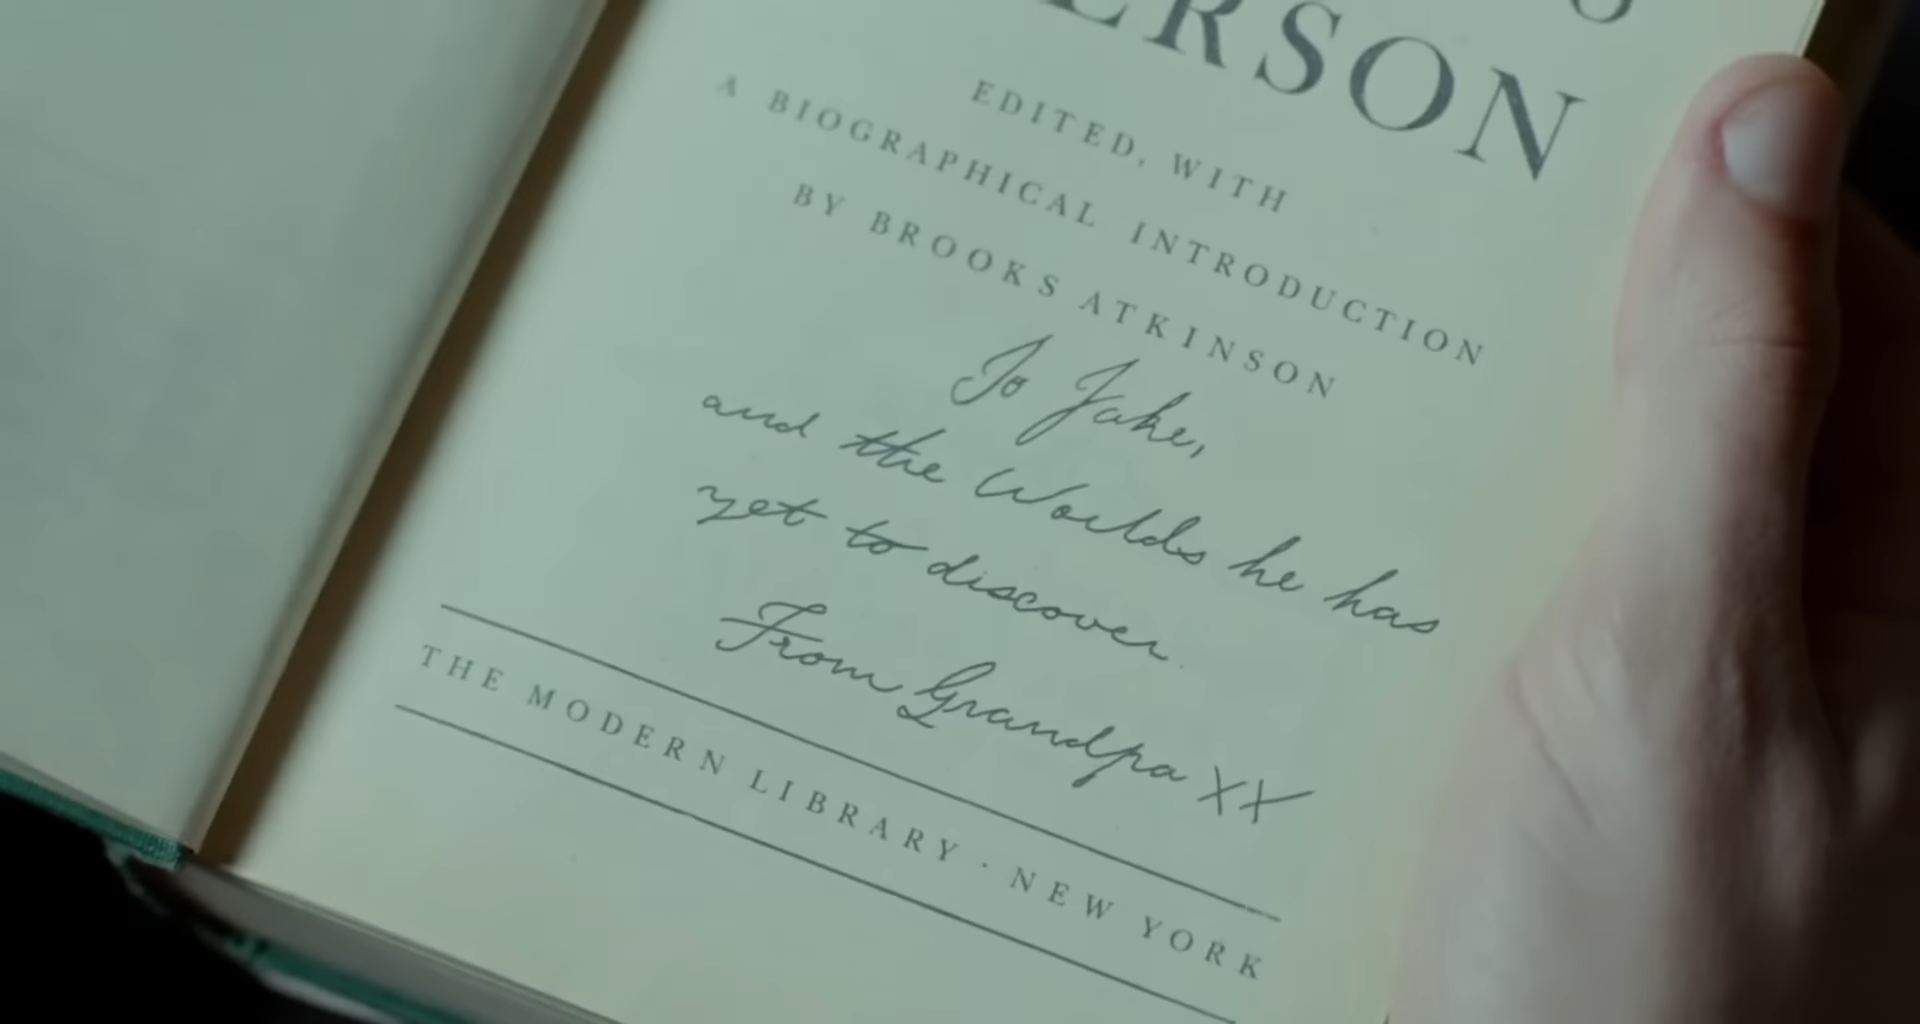 ERSON
EDITED, WITH
A BIOGRAPHICAL INTRODUCTION
BY BROOKS ATKINSON
To Jake,
and the Worlds he has
yet to discover.
From Grandpa XX
THE MODERN LIBRARY · NEW YORK